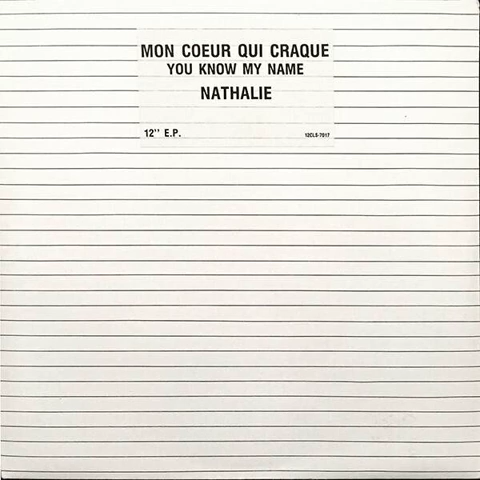 MON COEUR QUI CRAQUE
YOU KNOW MY NAME
NATHALIE
12'' E.P. 12CLS-7017